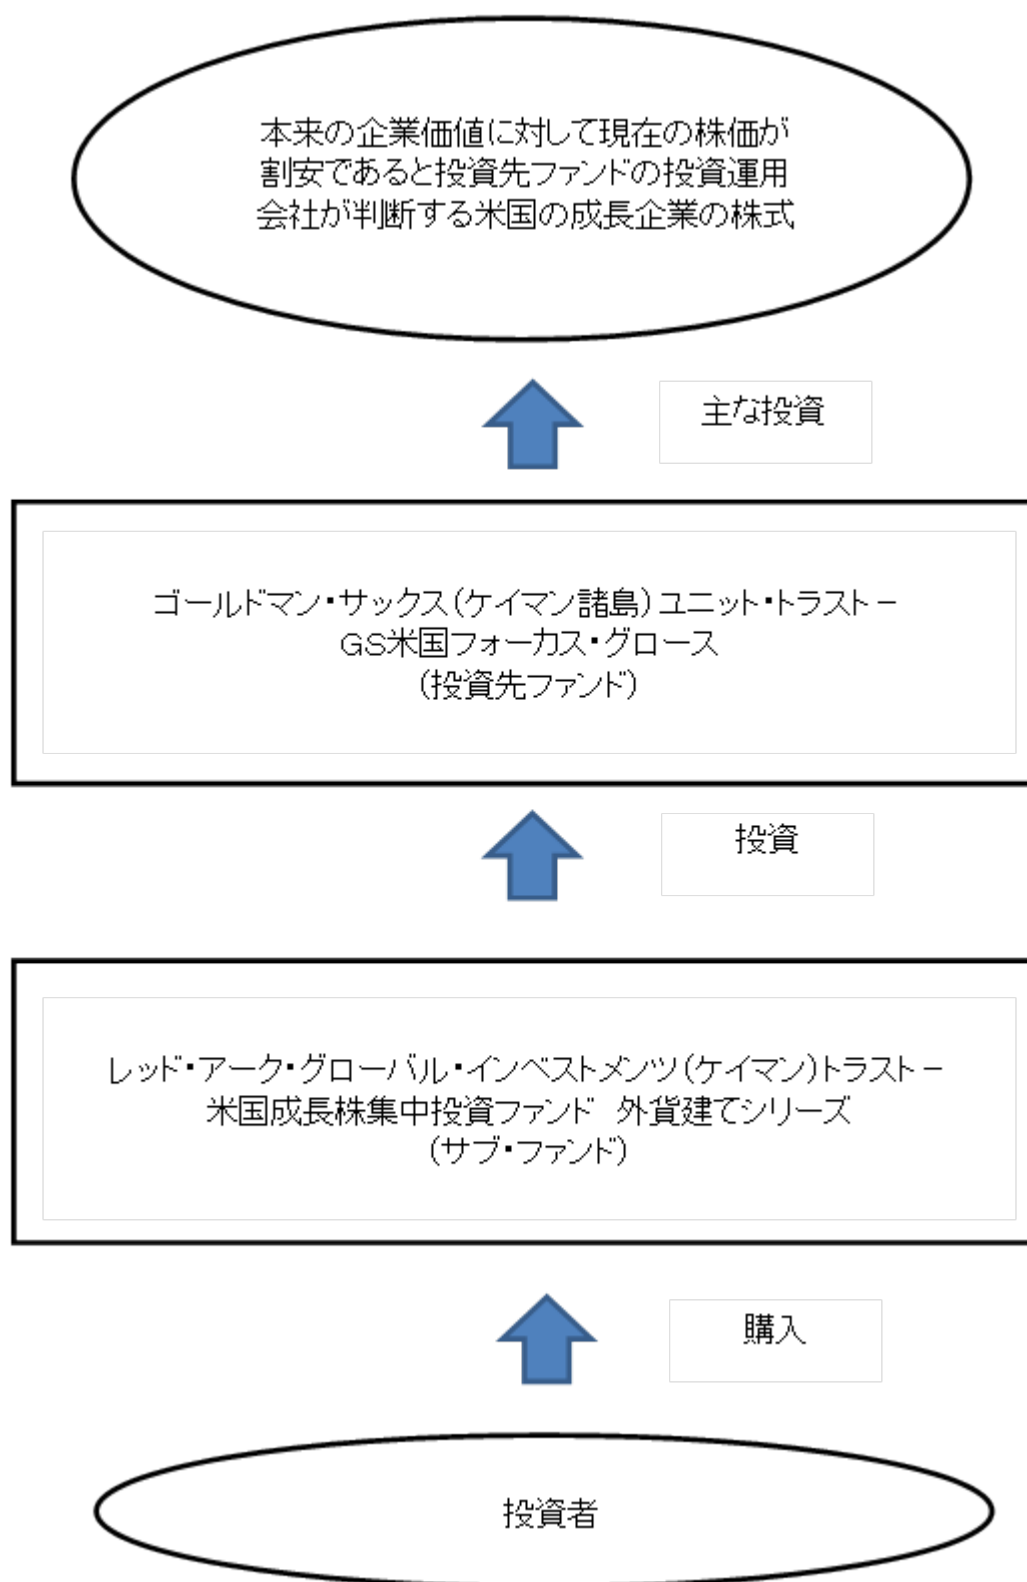 本来の企業価値に対して現在の株価が
割安であると投資先ファンドの投資運用
会社が判断する米国の成長企業の株式
主な投資
ゴールドマン・サックス(ケイマン諸島)ユニット・トラスト－
GS米国フォーカス・グロース
(投資先ファンド)
投資
レッド・アーク・グローバル・インベストメンツ(ケイマン)トラスト－
米国成長株集中投資ファンド　外貨建てシリーズ
(サブ・ファンド)
購入
投資者